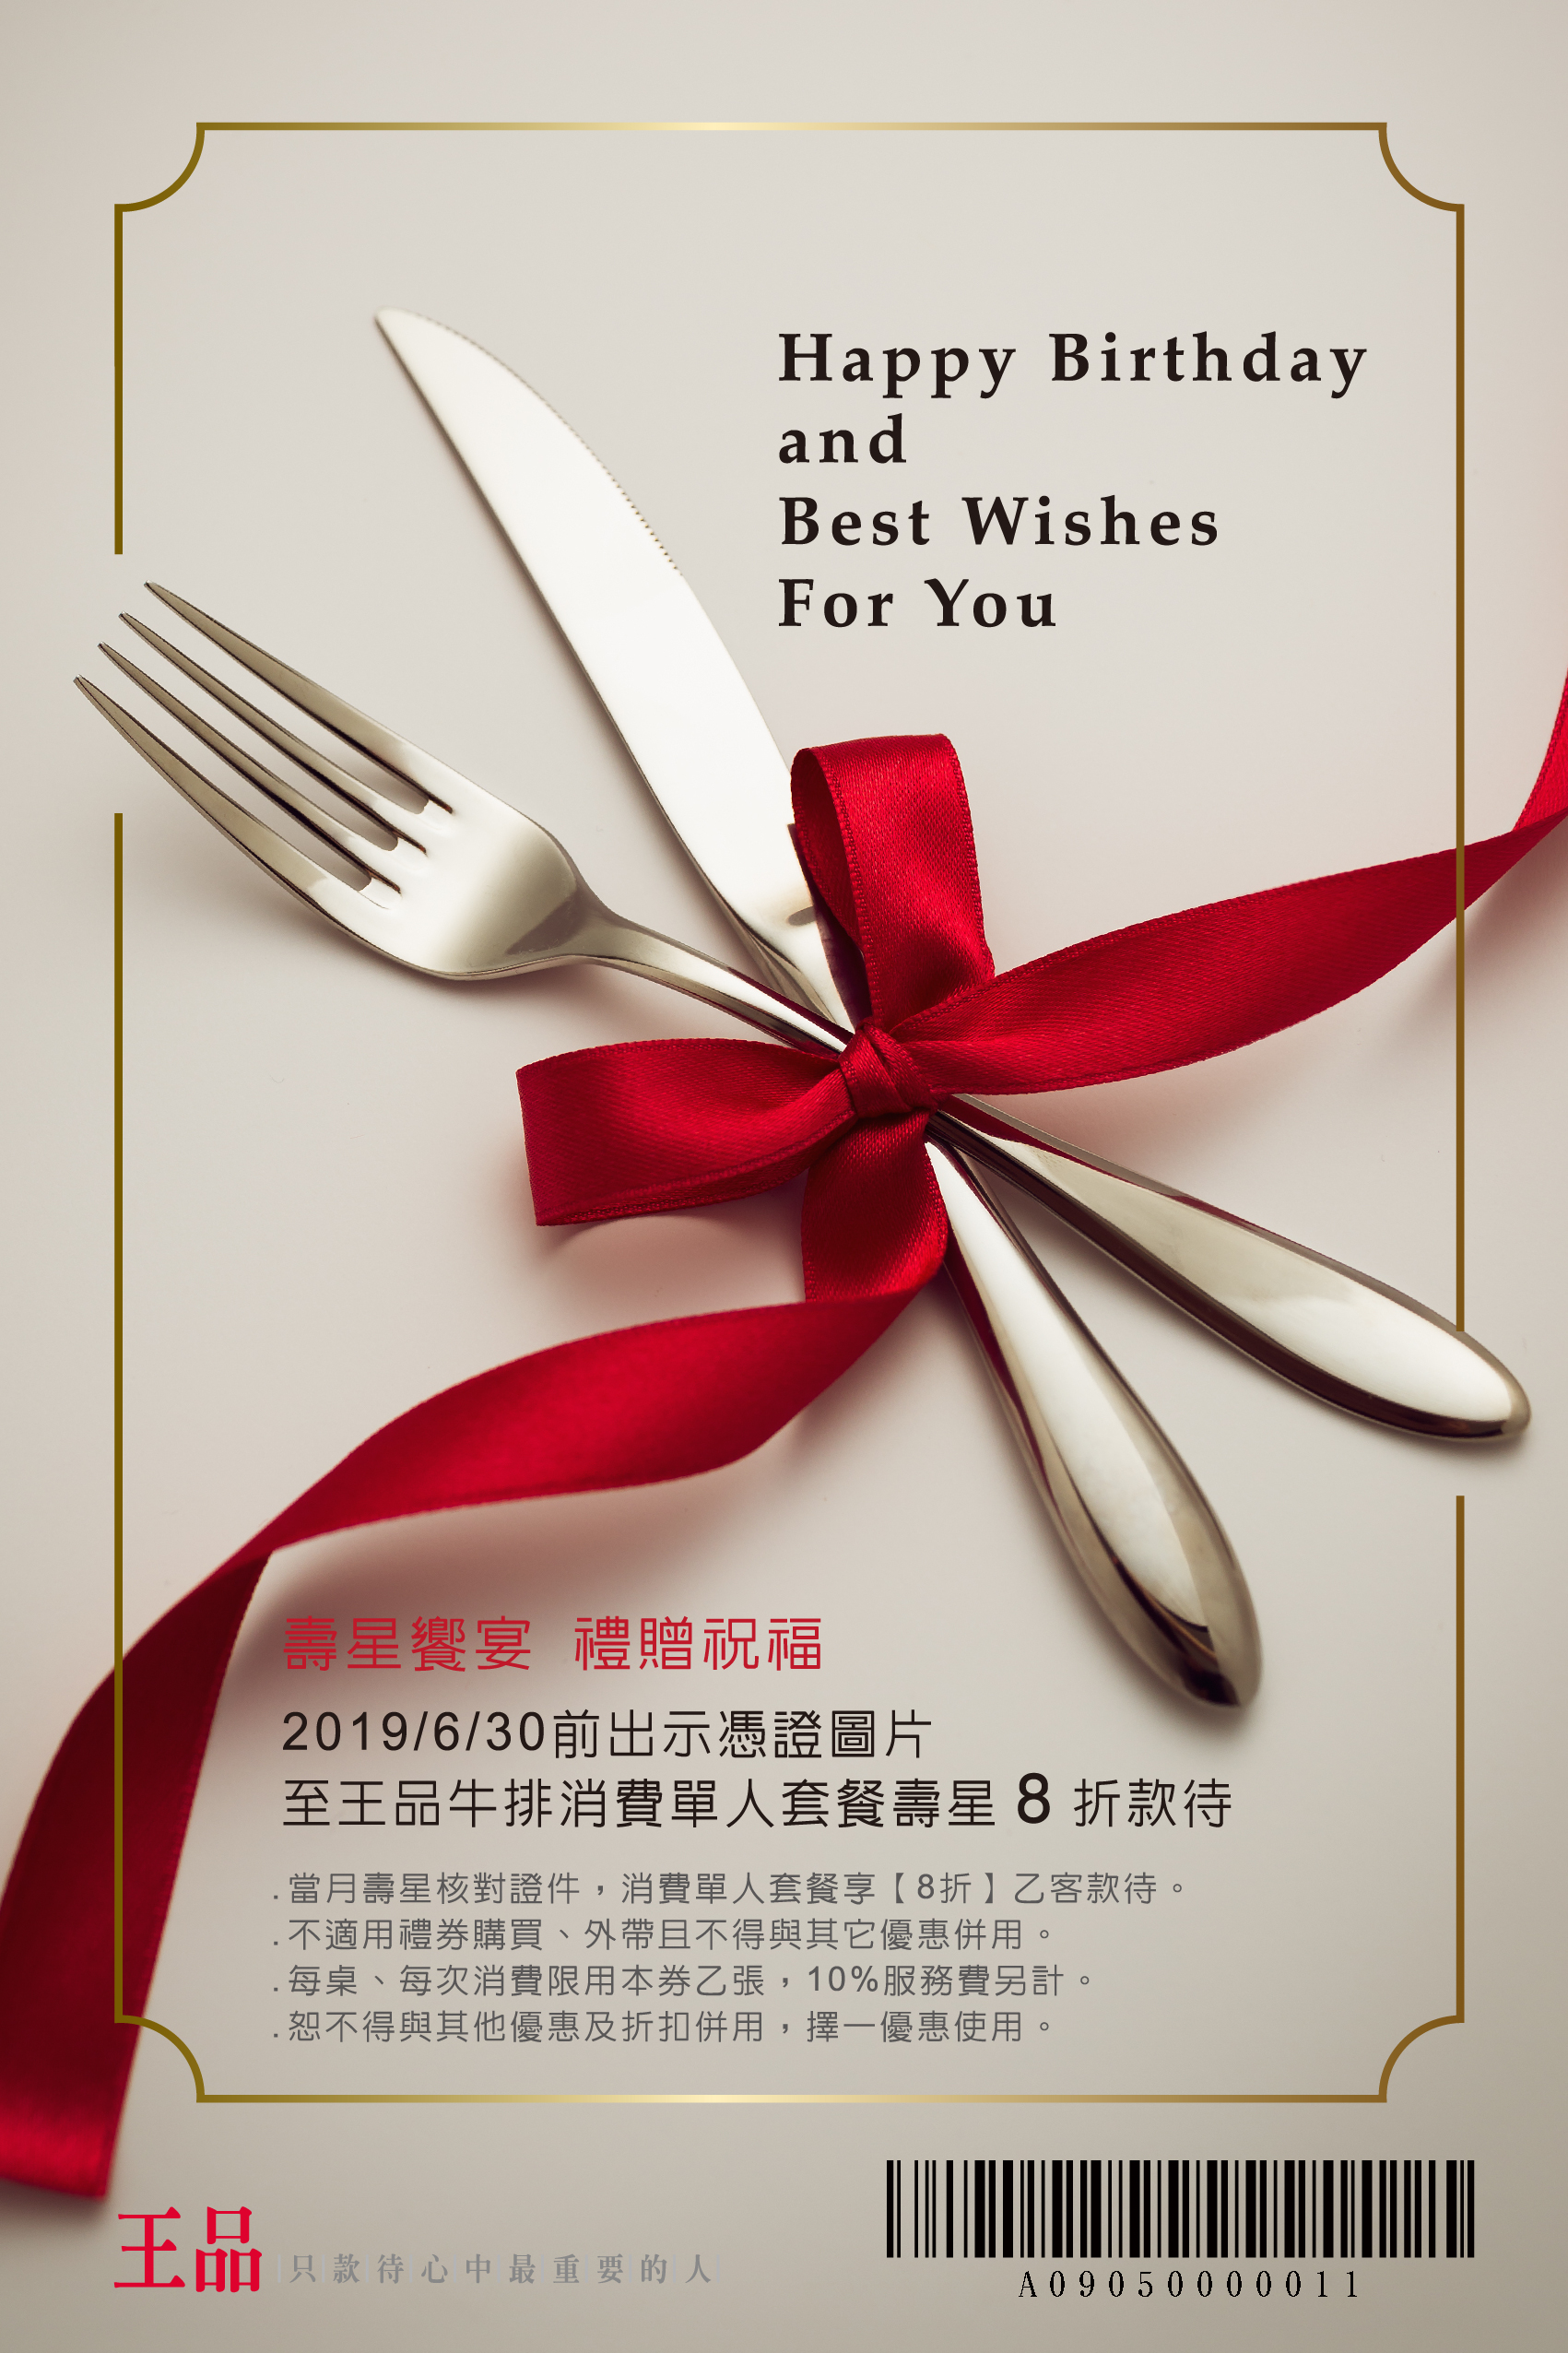 Happy Birthday
and
Best Wishes
For You
壽星饗宴 禮贈祝福
2019/6/30前出示憑證圖片
至王品牛排消費單人套餐壽星 8 折款待
.當月壽星核對證件，消費單人套餐享【8折】乙客款待。
.不適用禮券購買、外帶且不得與其它優惠併用。
.每桌、每次消費限用本券乙張，10%服務費另計。
.恕不得與其他優惠及折扣併用，擇一優惠使用。
王品 只款待心中最重要的人
A09050000011